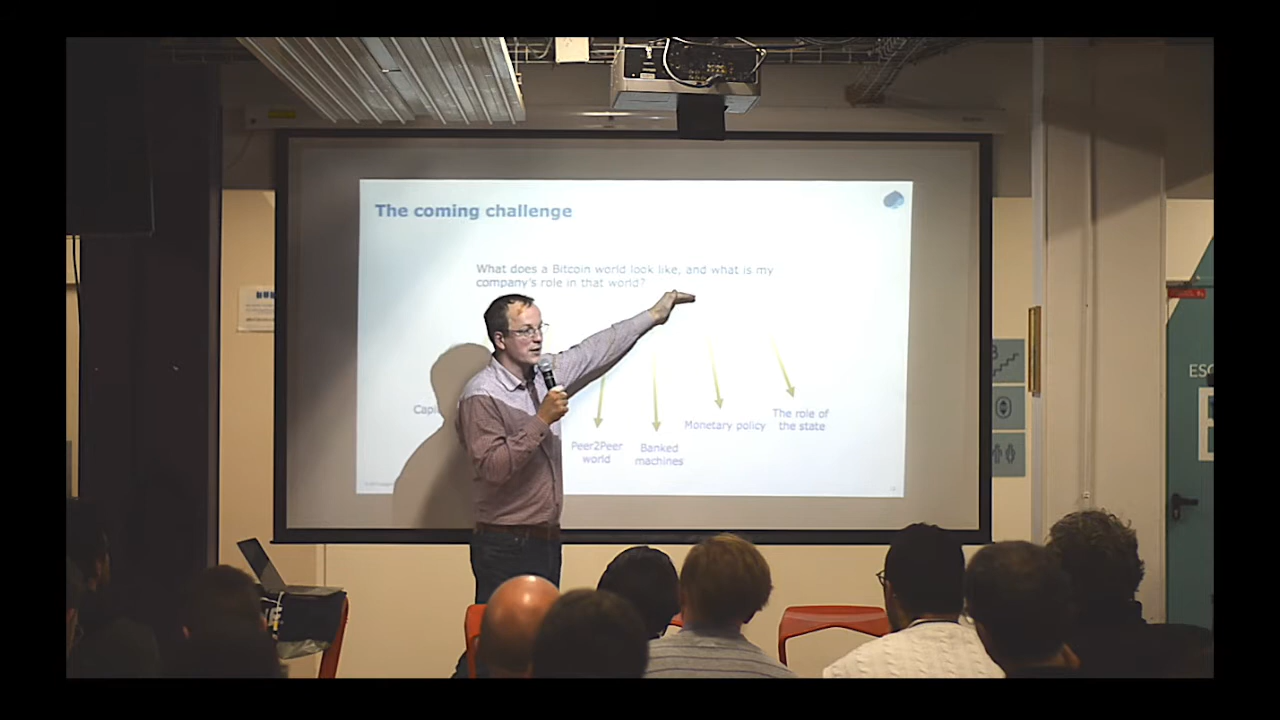 The coming challenge
What does a Bitcoin world look like, and what is my
company's role in that world?
The role of
the state
Monetary policy
Peer2Peer
world
Banked
machines